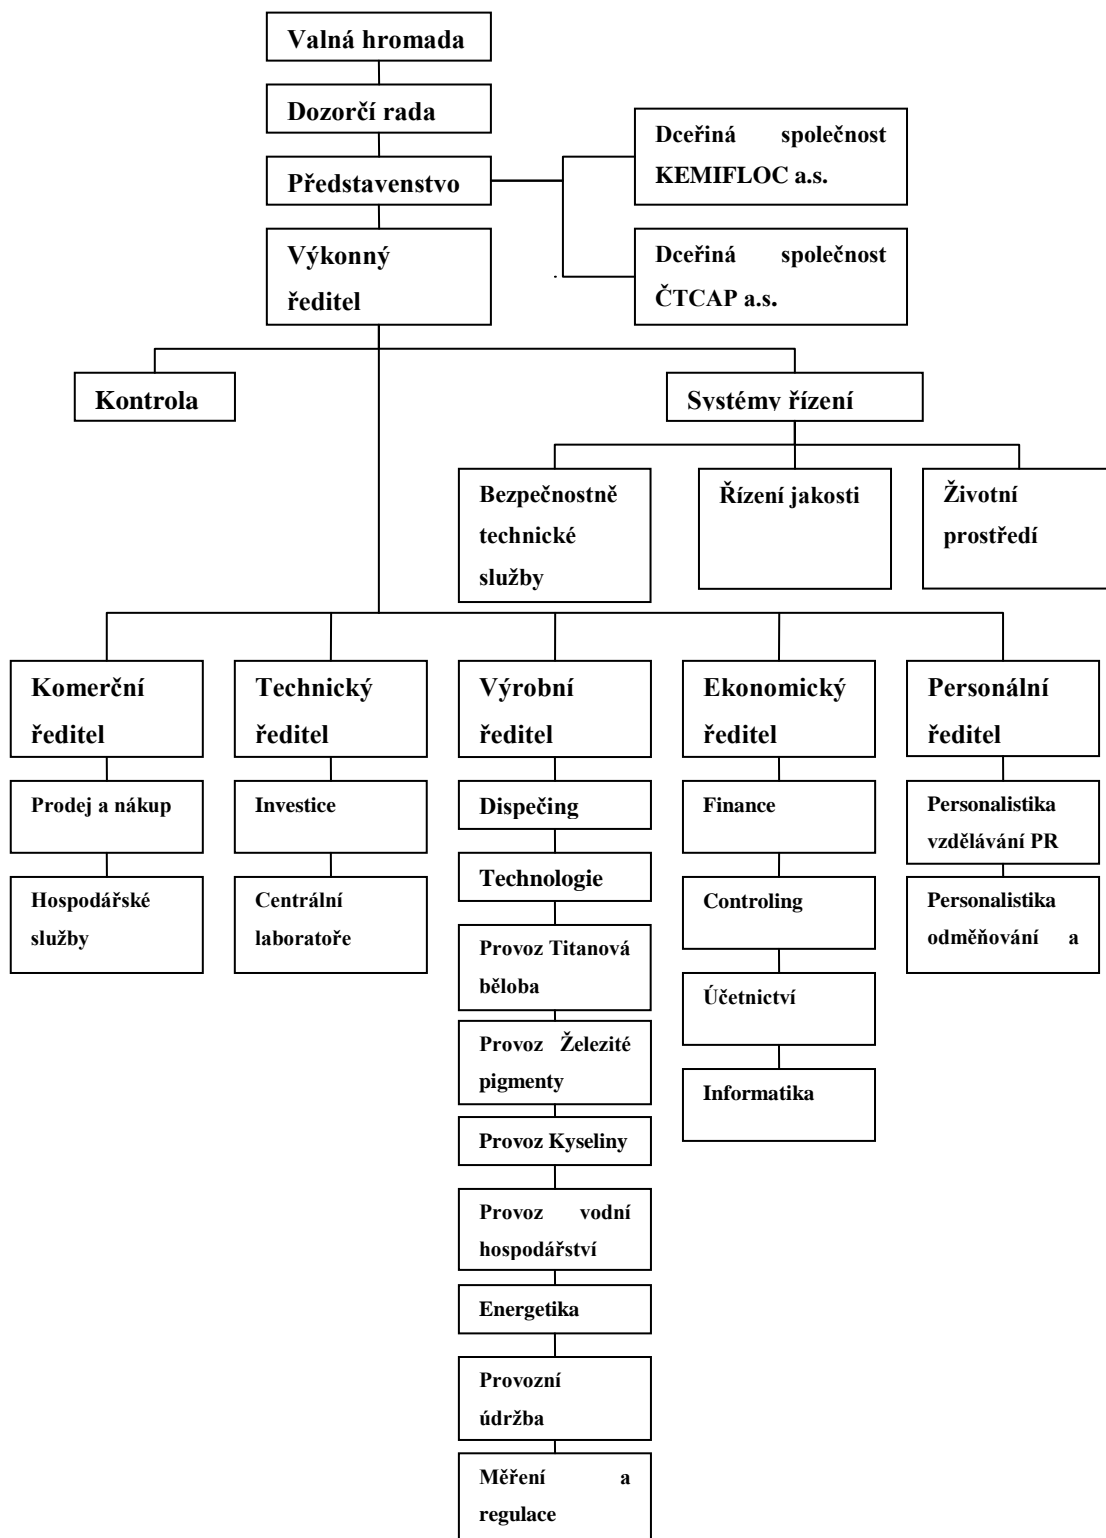 Valná hromada
Dozorčí rada
Představenstvo
Dceřiná společnost
KEMIFLOC a.s.
Výkonný
ředitel
Dceřiná společnost
ČTCAP a.s.
Kontrola
Systémy řízení
Bezpečnostně
technické
služby
Řízení jakosti
Životní
prostředí
Komerční
ředitel
Technický
ředitel
Výrobní
ředitel
Ekonomický
ředitel
Personální
ředitel
Prodej a nákup
Hospodářské
služby
Investice
Centrální
laboratoře
Dispečing
Technologie
Provoz Titanová
běloba
Provoz Železité
pigmenty
Provoz Kyseliny
Provoz vodní
hospodářství
Energetika
Provozní
údržba
Měření a
regulace
Finance
Controling
Účetnictví
Informatika
Personalistika
vzdělávání PR
Personalistika
odměňování a